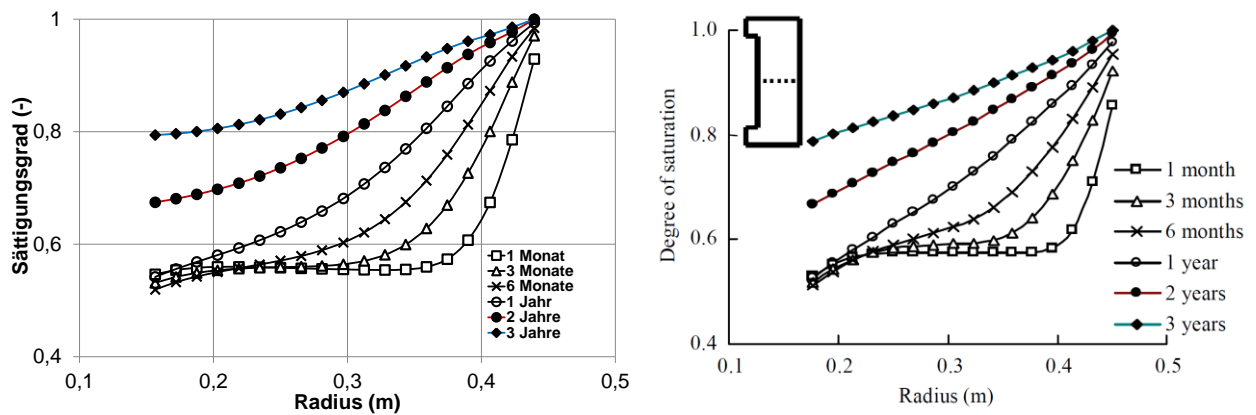 Sättigungsgrad (-)
1
0,8
0,6
0,4
0,1
0,2
0,3
0,4
0,5
Radius (m)
1 Monat
3 Monate
6 Monate
1 Jahr
2 Jahre
3 Jahre
Degree of saturation
1.0
0.8
0.6
0.4
0.1
0.2
0.3
0.4
0.5
Radius (m)
1 month
3 months
6 months
1 year
2 years
3 years